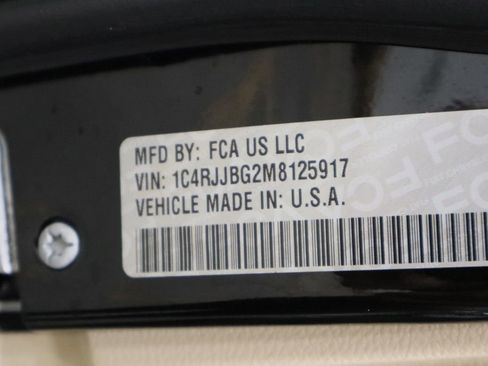 MFD BY: FCA US LLC
VIN: 1C4RJJBG2M8125917
VEHICLE MADE IN: U.S.A.